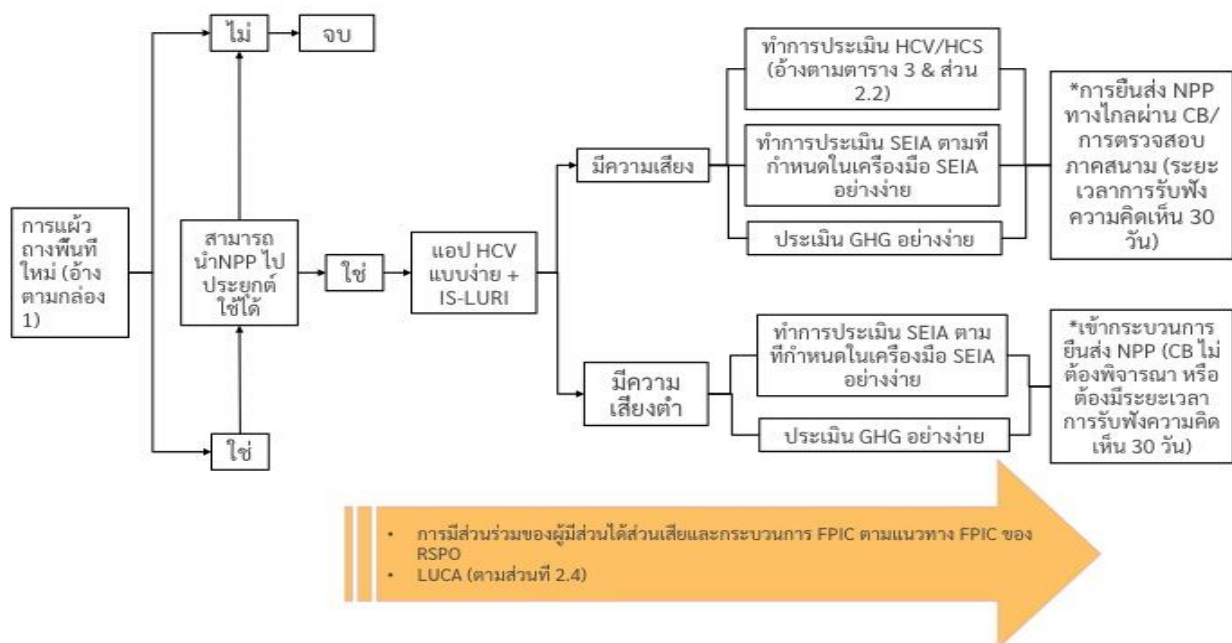 ไม่
จบ
การแผ้ว
ถางพื้นที่
ใหม่ (อ้าง
ตามกล่อง
1)
สามารถ
นำNPP ไป
ประยุกต์
ใช้ได้
ใช่
ใช่
แอป HCV
แบบง่าย +
IS-LURI
มีความเสี่ยง
ทำการประเมิน HCV/HCS
(อ้างตามตาราง 3 & ส่วน
2.2)
ทำการประเมิน SEIA ตามที่
กำหนดในเครื่องมือ SEIA
อย่างง่าย
ประเมิน GHG อย่างง่าย
*การยื่นส่ง NPP
ทางไกลผ่าน CB/
การตรวจสอบ
ภาคสนาม (ระยะ
เวลาการรับฟัง
ความคิดเห็น 30
วัน)
มีความ
เสี่ยงต่ำ
ทำการประเมิน SEIA ตาม
ที่กำหนดในเครื่องมือ SEIA
อย่างง่าย
ประเมิน GHG อย่างง่าย
*เข้ากระบวนการ
ยื่นส่ง NPP (CB ไม่
ต้องพิจารณา หรือ
ต้องมีระยะเวลา
การรับฟังความคิด
เห็น 30 วัน)
• การมีส่วนร่วมของผู้มีส่วนได้ส่วนเสียและกระบวนการ FPIC ตามแนวทาง FPIC ของ
RSPO
• LUCA (ตามส่วนที่ 2.4)